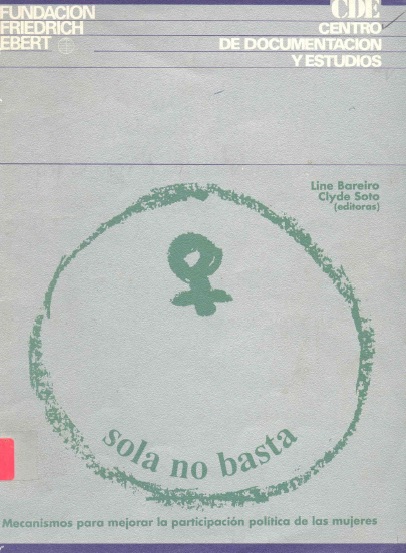 FUNDACION
FRIEDRICH
EBERT
CDE
CENTRO
DE DOCUMENTACION
Y ESTUDIOS
Line Bareiro
Clyde Soto
(editoras)
sola no basta
Mecanismos para mejorar la participación política de las mujeres